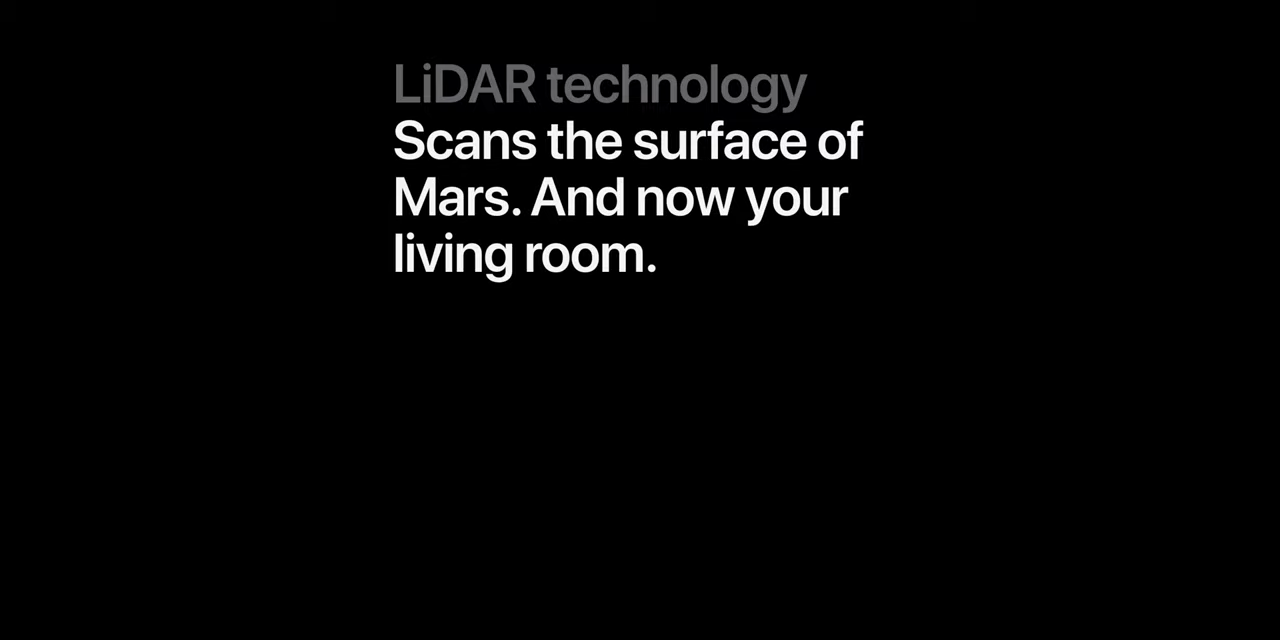 LiDAR technology
Scans the surface of
Mars. And now your
living room.